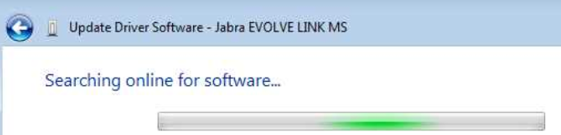 Update Driver Software - Jabra EVOLVE LINK MS
Searching online for software...